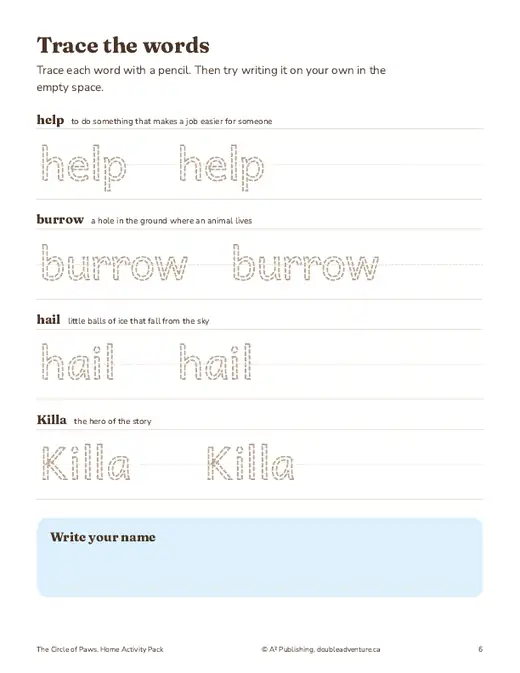 Trace the words
Trace each word with a pencil. Then try writing it on your own in the
empty space.
help to do something that makes a job easier for someone
help help
burrow a hole in the ground where an animal lives
burrow burrow
hail little balls of ice that fall from the sky
hail hail
Killa the hero of the story
Killa Killa
Write your name
The Circle of Paws. Home Activity Pack © A² Publishing, doubleadventure.ca 6